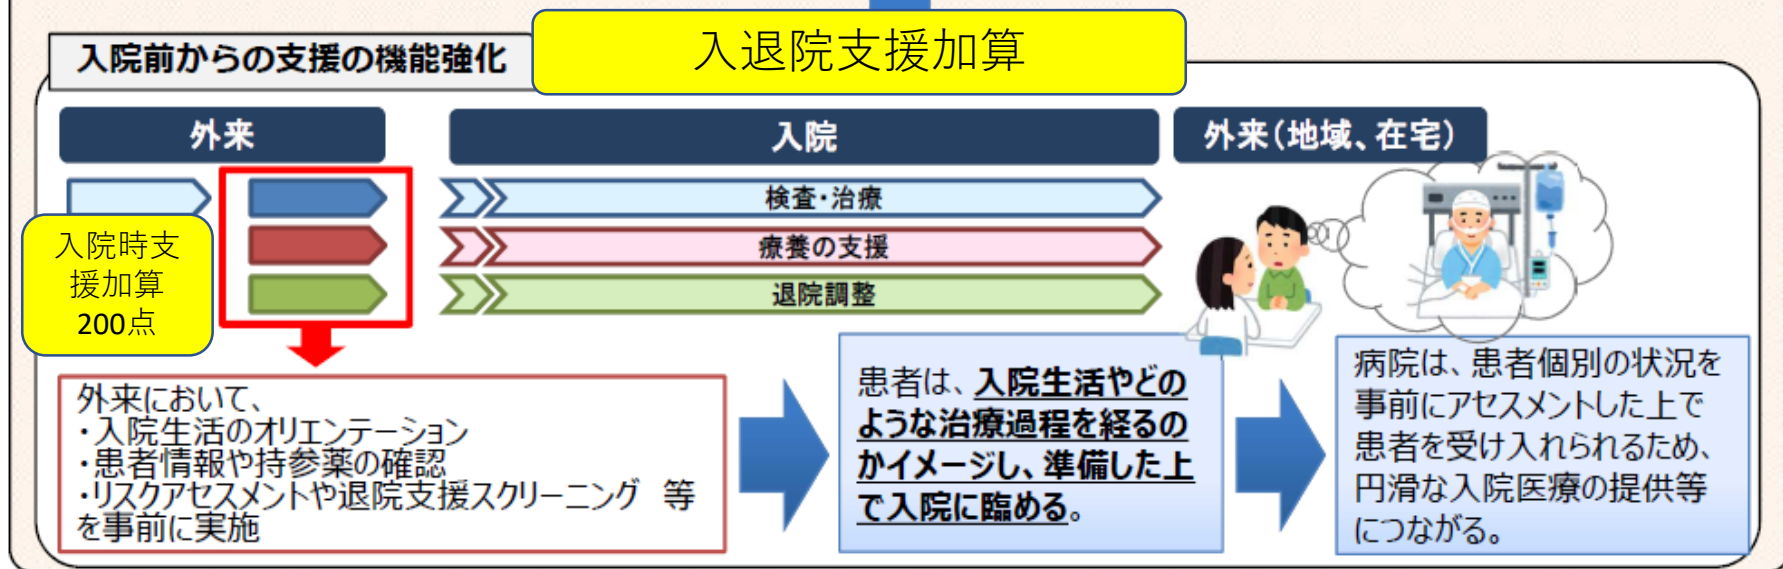 入院前からの支援の機能強化
入退院支援加算
外来
入院
外来(地域、在宅)
検査・治療
療養の支援
退院調整
入院時支
援加算
200点
外来において、
・入院生活のオリエンテーション
・患者情報や持参薬の確認
・リスクアセスメントや退院支援スクリーニング 等
を事前に実施
患者は、入院生活やどの
ような治療過程を経るの
かイメージし、準備した上
で入院に臨める。
病院は、患者個別の状況を
事前にアセスメントした上で
患者を受け入れられるため、
円滑な入院医療の提供等
につながる。